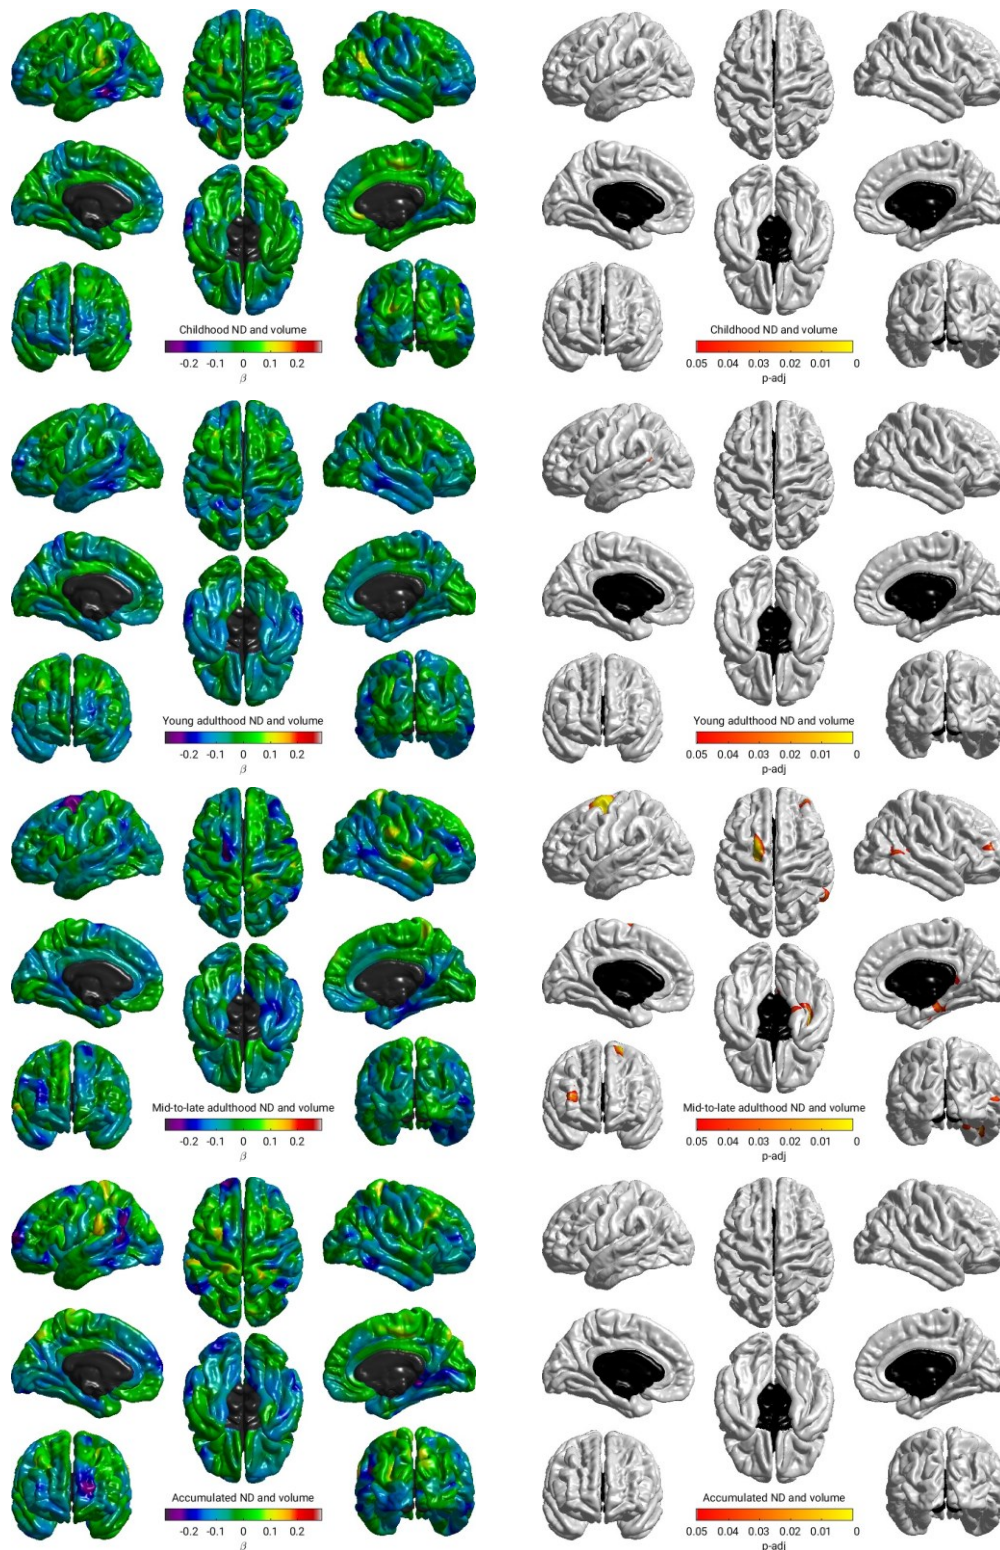 Childhood ND and volume
-0.2 -0.1 0 0.1 0.2
β
Childhood ND and volume
0.05 0.04 0.03 0.02 0.01 0
p-adj
Young adulthood ND and volume
-0.2 -0.1 0 0.1 0.2
β
Young adulthood ND and volume
0.05 0.04 0.03 0.02 0.01 0
p-adj
Mid-to-late adulthood ND and volume
-0.2 -0.1 0 0.1 0.2
β
Mid-to-late adulthood ND and volume
0.05 0.04 0.03 0.02 0.01 0
p-adj
Accumulated ND and volume
-0.2 -0.1 0 0.1 0.2
β
Accumulated ND and volume
0.05 0.04 0.03 0.02 0.01 0
p-adj